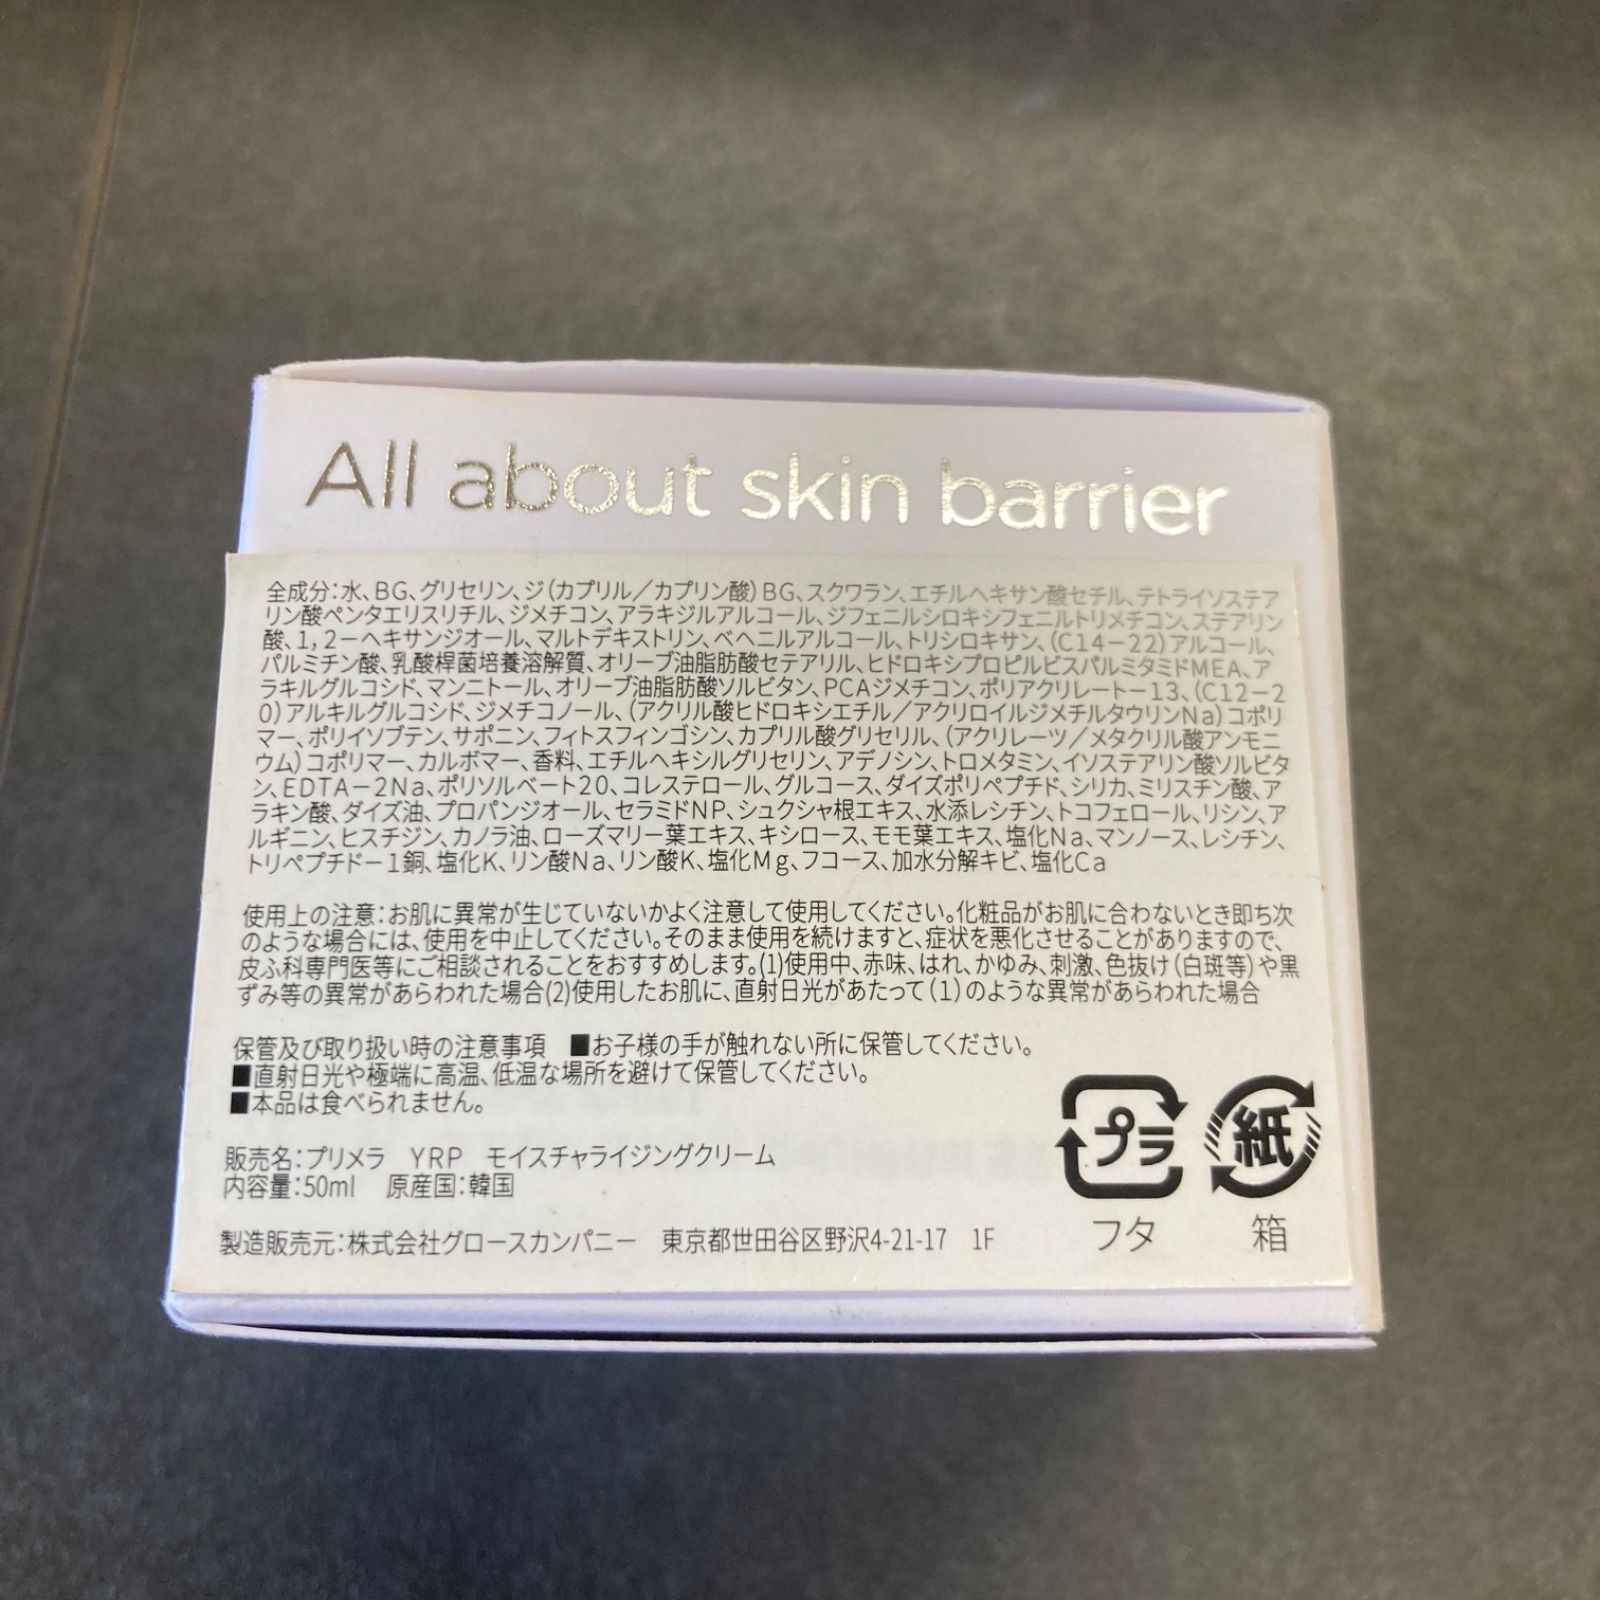 All about skin barrier
全成分:水、BG、グリセリン、ジ(カプリル/カプリン酸)BG、スクワラン、エチルヘキサン酸セチル、テトライソステア
リン酸ペンタエリスリチル、ジメチコン、アラキジルアルコール、ジフェニルシロキシフェニルトリメチコン、ステアリン
酸、1,2-ヘキサンジオール、マルトデキストリン、ベヘニルアルコール、トリシロキサン、(C14-22)アルコール、
パルミチン酸、乳酸桿菌培養溶解質、オリーブ油脂肪酸セテアリル、ヒドロキシプロピルビスパルミタミドMEA、ア
ラキルグルコシド、マンニトール、オリーブ油脂肪酸ソルビタン、PCAジメチコン、ポリアクリレート-13、(C12-2
0)アルキルグルコシド、ジメチコノール、(アクリル酸ヒドロキシエチル/アクリロイルジメチルタウリンNa)コポリ
マー、ポリイソブテン、サポニン、フィトスフィンゴシン、カプリル酸グリセリル、(アクリレーツ/メタクリル酸アンモニ
ウム)コポリマー、カルボマー、香料、エチルヘキシルグリセリン、アデノシン、トロメタミン、イソステアリン酸ソルビタ
ン、EDTA-2Na、ポリソルベート20、コレステロール、グルコース、ダイズポリペプチド、シリカ、ミリスチン酸、ア
ラキン酸、ダイズ油、プロパンジオール、セラミドNP、シュクシャ根エキス、水添レシチン、トコフェロール、リシン、ア
ルギニン、ヒスチジン、カノラ油、ローズマリー葉エキス、キシロース、モモ葉エキス、塩化Na、マンノース、レシチン、
トリペプチド-1銅、塩化K、リン酸Na、リン酸K、塩化Mg、フコース、加水分解キビ、塩化Ca
使用上の注意:お肌に異常が生じていないかよく注意して使用してください。化粧品がお肌に合わないとき即ち次
のような場合には、使用を中止してください。そのまま使用を続けますと、症状を悪化させることがありますので、
皮ふ科専門医等にご相談されることをおすすめします。(1)使用中、赤味、はれ、かゆみ、刺激、色抜け(白斑等)や黒
ずみ等の異常があらわれた場合(2)使用したお肌に、直射日光があたって(1)のような異常があらわれた場合
保管及び取り扱い時の注意事項 ■お子様の手が触れない所に保管してください。
■直射日光や極端に高温、低温な場所を避けて保管してください。
■本品は食べられません。
販売名:プリメラ YRP モイスチャライジングクリーム
内容量:50ml 原産国:韓国
製造販売元:株式会社グロースカンパニー 東京都世田谷区野沢4-21-17 1F
プラ 紙
フタ 箱